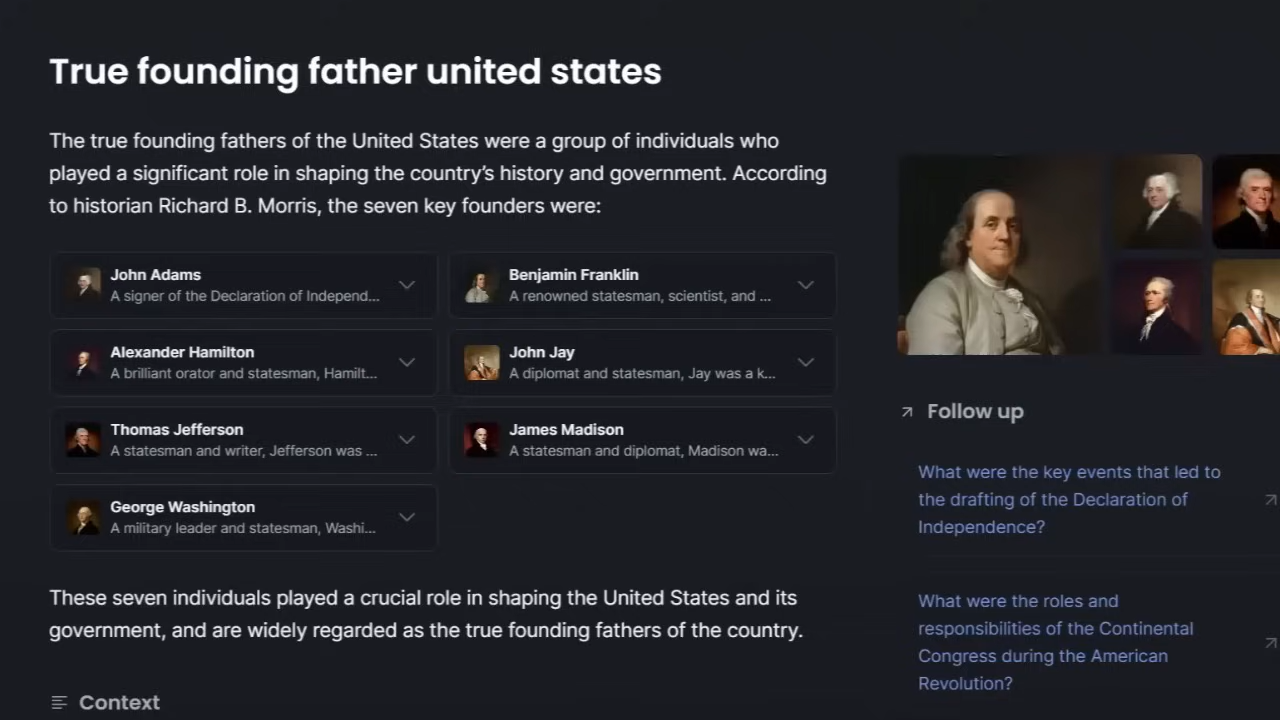 True founding father united states
The true founding fathers of the United States were a group of individuals who
played a significant role in shaping the country’s history and government. According
to historian Richard B. Morris, the seven key founders were:
John Adams
A signer of the Declaration of Independ...
Benjamin Franklin
A renowned statesman, scientist, and ...
Alexander Hamilton
A brilliant orator and statesman, Hamilt...
John Jay
A diplomat and statesman, Jay was a k...
Thomas Jefferson
A statesman and writer, Jefferson was ...
James Madison
A statesman and diplomat, Madison wa...
George Washington
A military leader and statesman, Washi...
These seven individuals played a crucial role in shaping the United States and its
government, and are widely regarded as the true founding fathers of the country.
Context
Follow up
What were the key events that led to
the drafting of the Declaration of
Independence?
What were the roles and
responsibilities of the Continental
Congress during the American
Revolution?